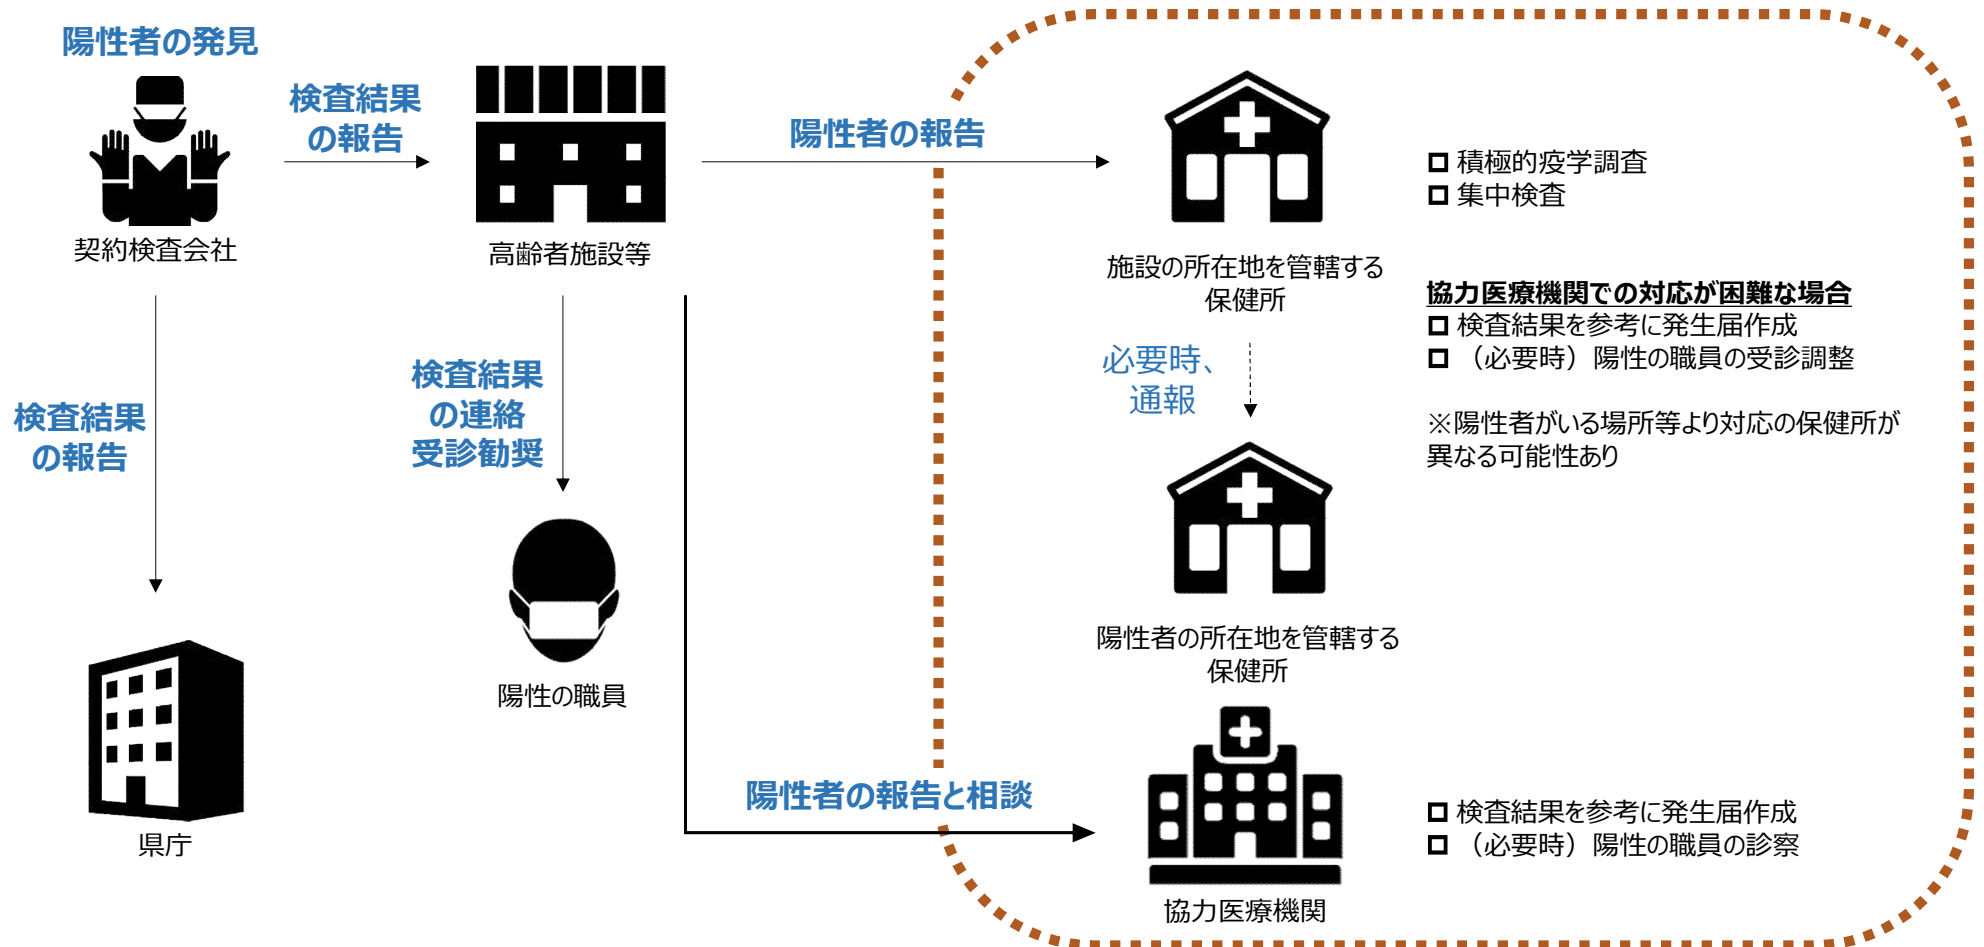 陽性者の発見
検査結果
の報告
陽性者の報告
契約検査会社
高齢者施設等
施設の所在地を管轄する
保健所
□ 積極的疫学調査
□ 集中検査
協力医療機関での対応が困難な場合
□ 検査結果を参考に発生届作成
□ （必要時）陽性の職員の受診調整
※陽性者がいる場所等より対応の保健所が
異なる可能性あり
検査結果
の報告
検査結果
の連絡
受診勧奨
必要時、
通報
陽性の職員
陽性者の所在地を管轄する
保健所
県庁
陽性者の報告と相談
□ 検査結果を参考に発生届作成
□ （必要時）陽性の職員の診察
協力医療機関